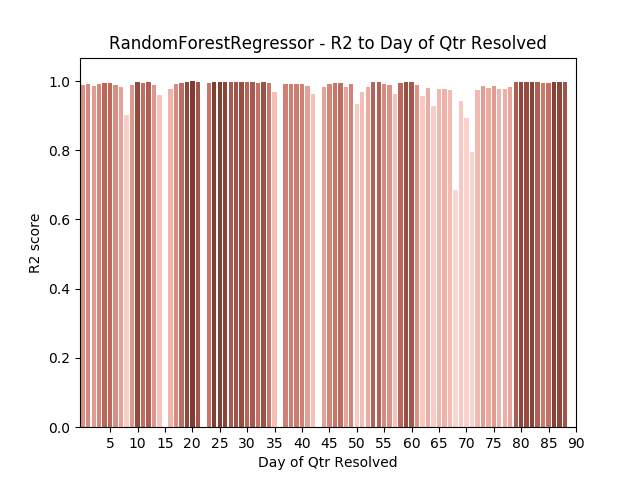 RandomForestRegressor - R2 to Day of Qtr Resolved
1.0
0.8
0.6
0.4
0.2
0.0
R2 score
5 10 15 20 25 30 35 40 45 50 55 60 65 70 75 80 85 90
Day of Qtr Resolved